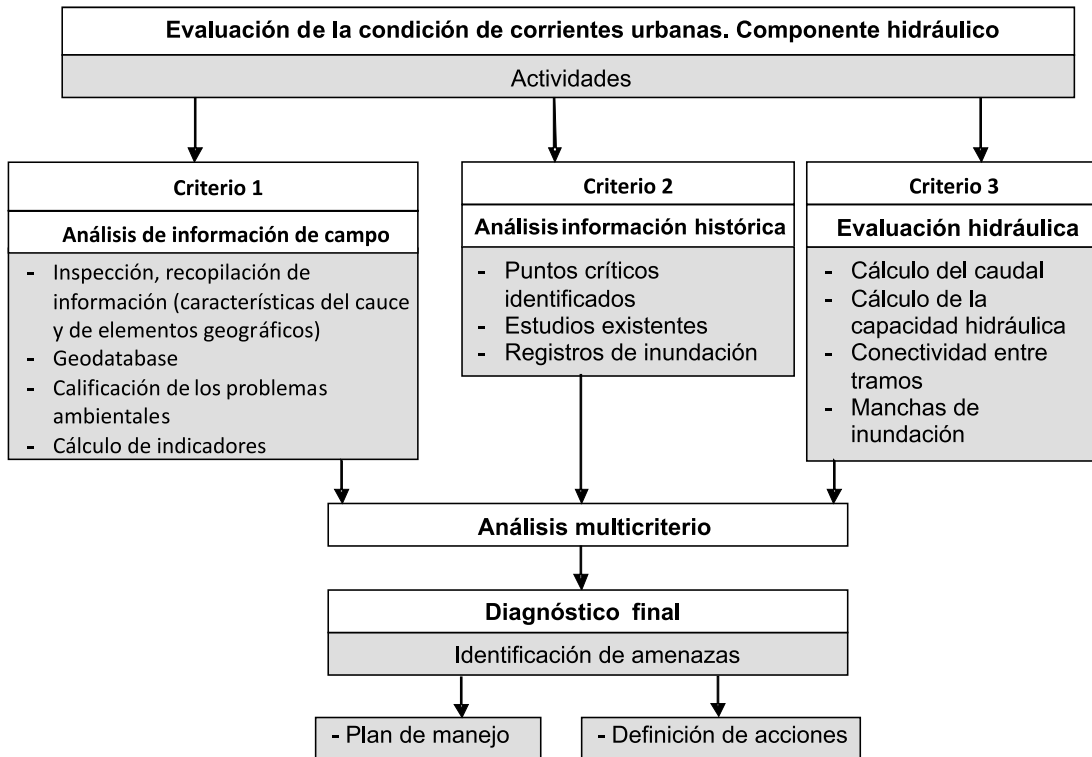 Evaluación de la condición de corrientes urbanas. Componente hidráulico
Actividades
Criterio 1
Análisis de información de campo
- Inspección, recopilación de
información (características del cauce
y de elementos geográficos)
- Geodatabase
- Calificación de los problemas
ambientales
- Cálculo de indicadores
Criterio 2
Análisis información histórica
- Puntos críticos
identificados
- Estudios existentes
- Registros de inundación
Criterio 3
Evaluación hidráulica
- Cálculo del caudal
- Cálculo de la
capacidad hidráulica
- Conectividad entre
tramos
- Manchas de
inundación
Análisis multicriterio
Diagnóstico final
Identificación de amenazas
- Plan de manejo
- Definición de acciones